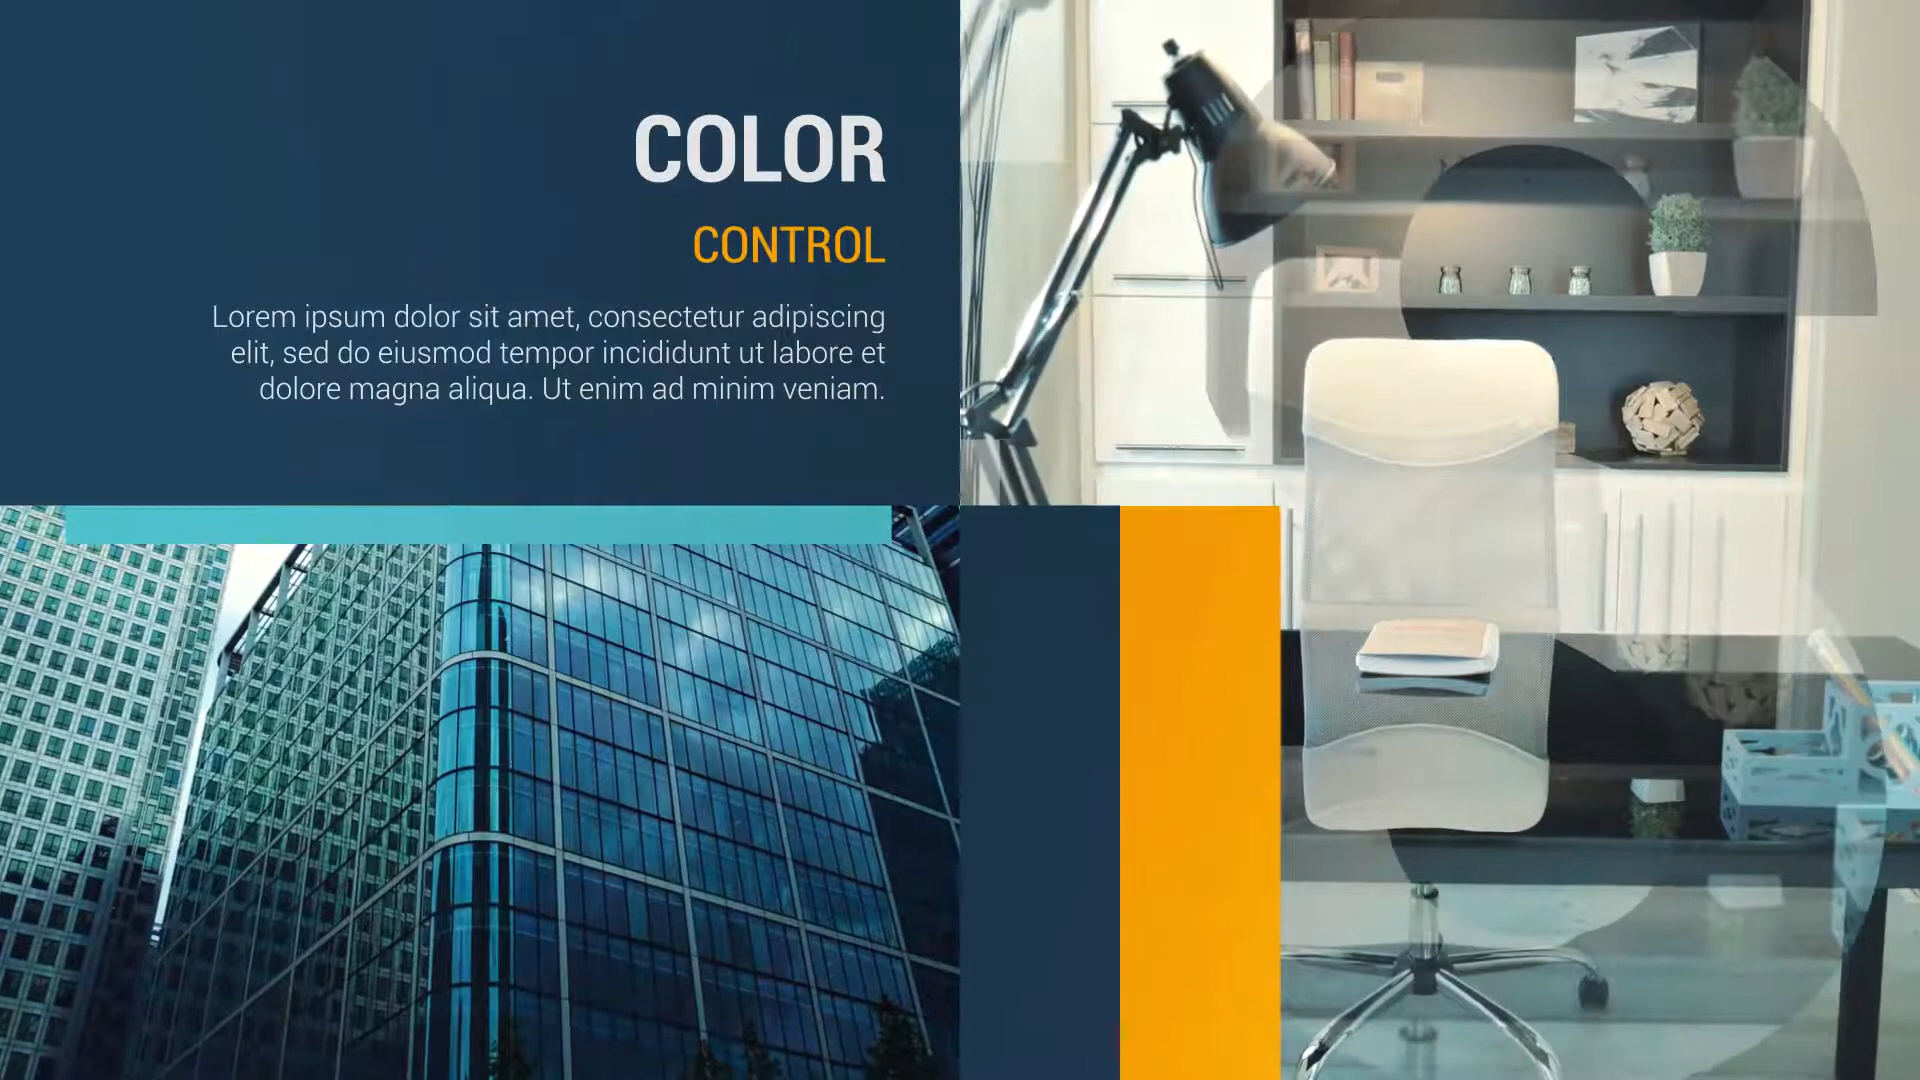 COLOR
CONTROL
Lorem ipsum dolor sit amet, consectetur adipiscing
elit, sed do eiusmod tempor incididunt ut labore et
dolore magna aliqua. Ut enim ad minim veniam.